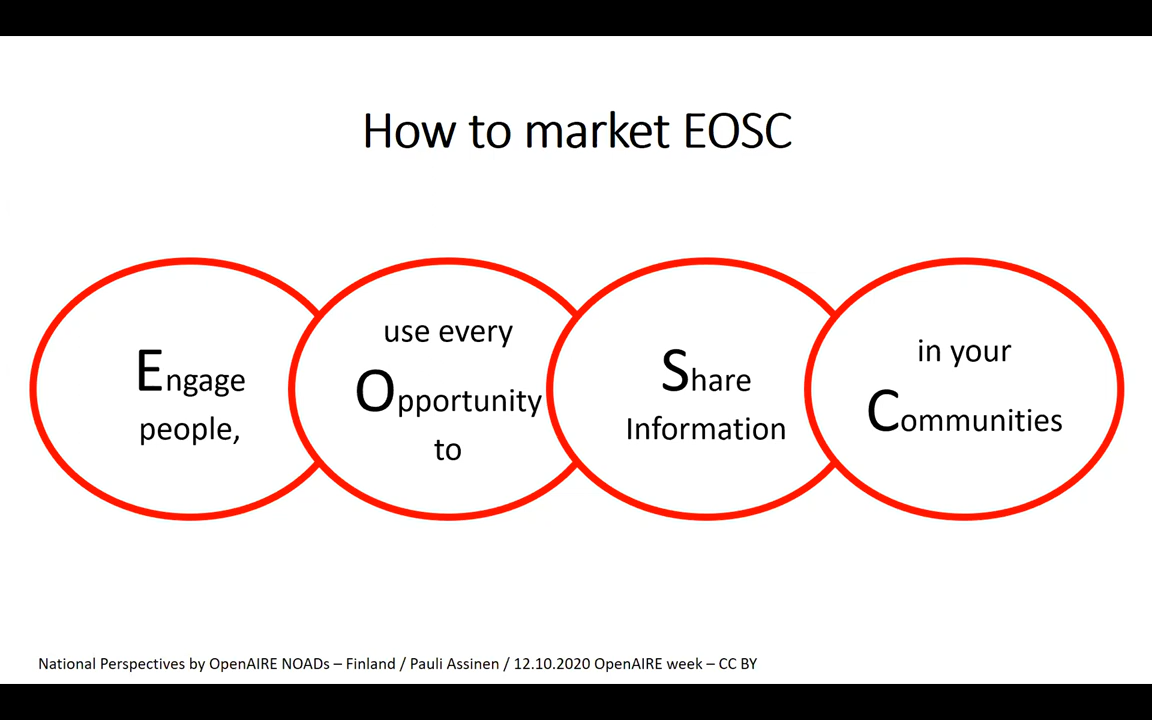 How to market EOSC
Engage
people,
use every
Opportunity
to
Share
Information
in your
Communities
National Perspectives by OpenAIRE NOADs – Finland / Pauli Assinen / 12.10.2020 OpenAIRE week – CC BY